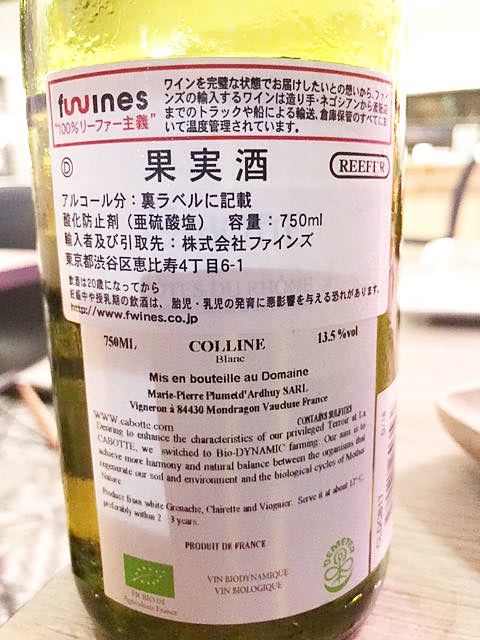 fwines
"100%リーファー主義"
ワインを完璧な状態でお届けしたいとの想いから、ファイ
ンズの輸入するワインは造り手・ネゴシアンから
までのトラックや船による輸送、倉庫保管のすべてにお
いて温度管理されています。
D
果実酒
REEFER
アルコール分：裏ラベルに記載
酸化防止剤（亜硫酸塩） 容量：750ml
輸入者及び引取先：株式会社ファインズ
東京都渋谷区恵比寿4丁目6-1
飲酒は20歳になってから
妊娠中や授乳期の飲酒は、胎児・乳児の発育に悪影響を与える恐れがあります。
http://www.fwines.co.jp
750ML COLLINE 13.5 %vol
Blanc
Mis en bouteille au Domaine
Marie-Pierre Plumet d'Ardhuy SARL
Vigneron à 84430 Mondragon Vaucluse France
CONTAINS SULFITES
www.cabotte.com
Desiring to enhance the characteristics of our privileged Terroir at La
CABOTTE, we switched to Bio-DYNAMIC farming. Our aim is to
achieve more harmony and natural balance between the organisms that
regenerate our soil and environment and the biological cycles of Mother
Nature
Produce from white Grenache, Clairette and Viognier. Serve it at about 12° C,
preferably within 2 3 years.
PRODUIT DE FRANCE
DEMETER
VIN BIODYNAMIQUE
VIN BIOLOGIQUE
FR BIO 01
Agriculture France